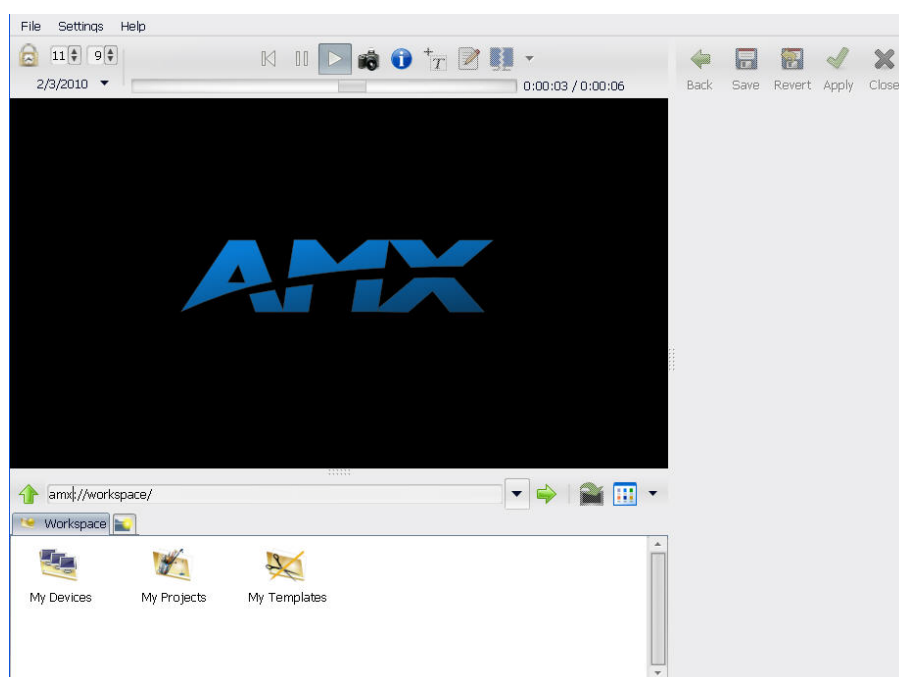 File Settings Help
11 9
2/3/2010
0:00:03 / 0:00:06
Back Save Revert Apply Close
AMX
amx://workspace/
Workspace
My Devices My Projects My Templates